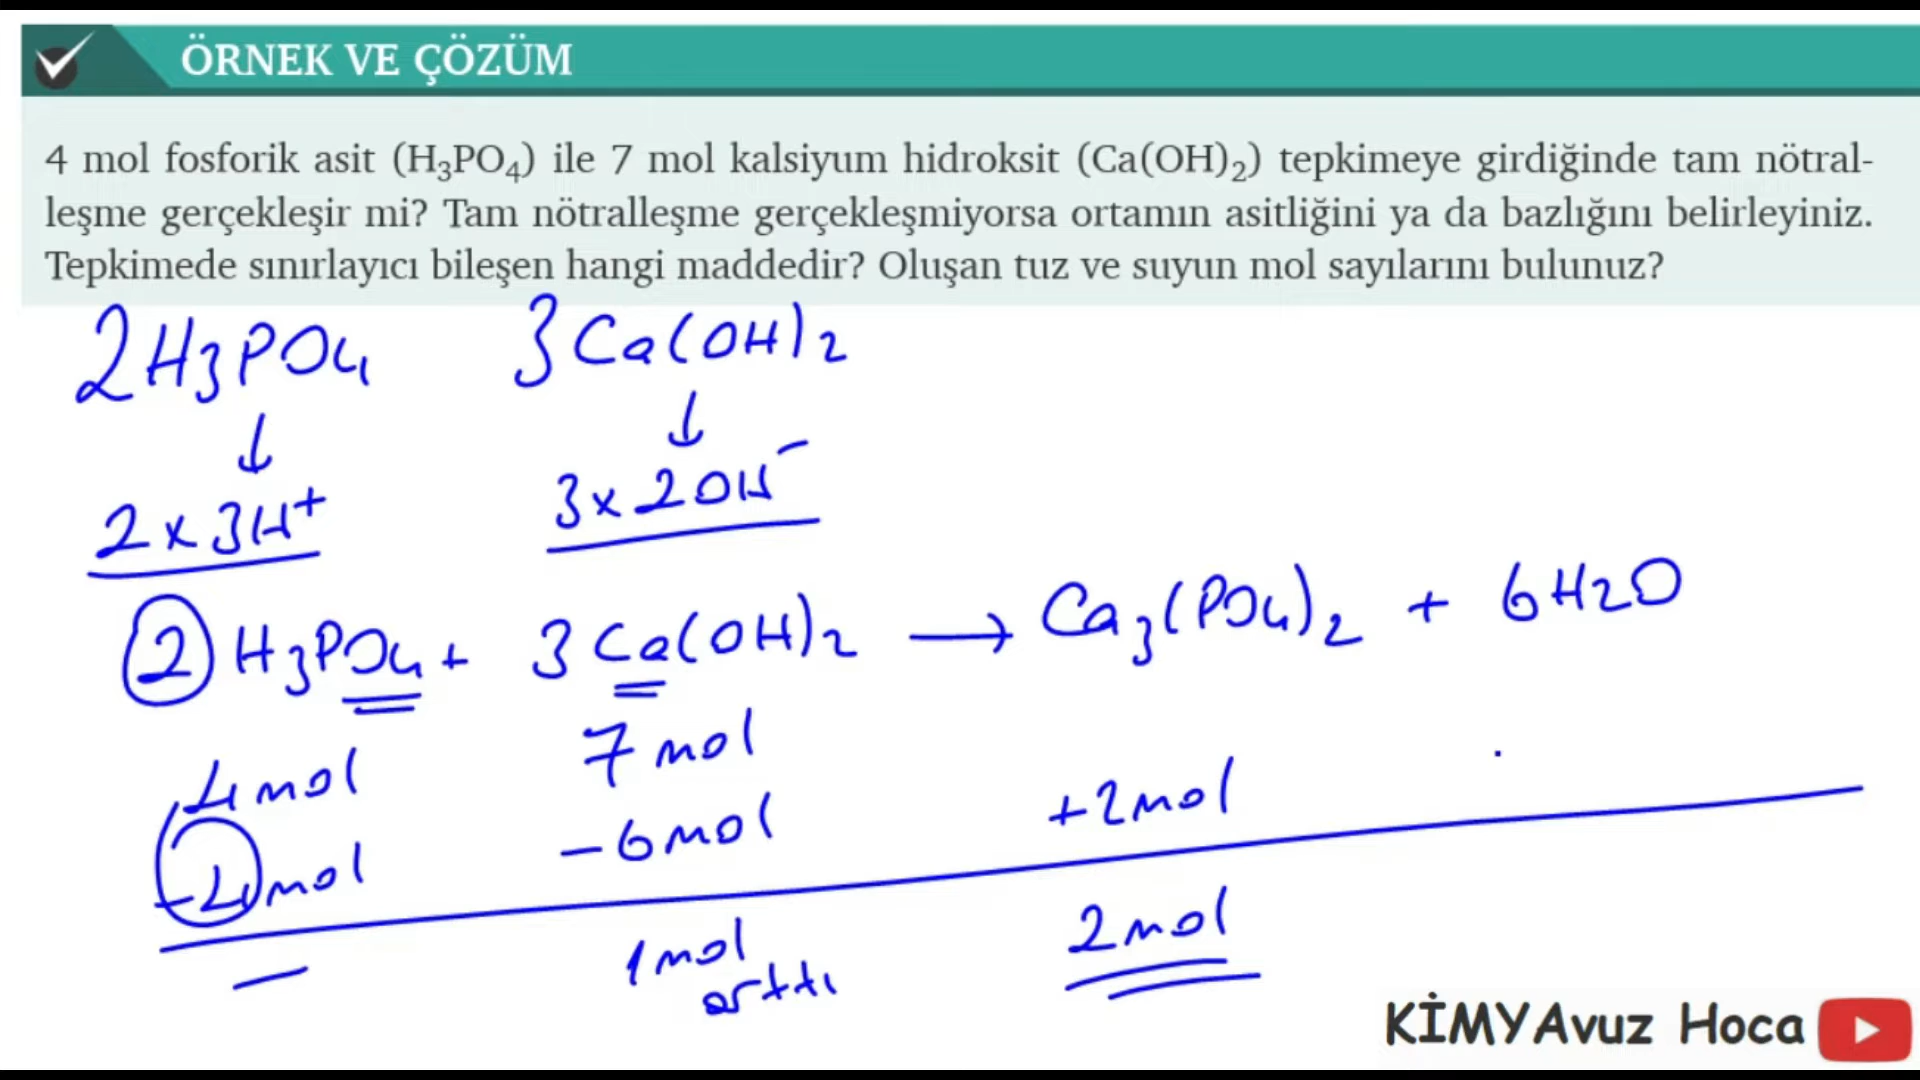 ÖRNEK VE ÇÖZÜM
4 mol fosforik asit (H₃PO₄) ile 7 mol kalsiyum hidroksit (Ca(OH)₂) tepkimeye girdiğinde tam nötral-
leşme gerçekleşir mi? Tam nötralleşme gerçekleşmiyorsa ortamın asitliğini ya da bazlığını belirleyiniz.
Tepkimede sınırlayıcı bileşen hangi maddedir? Oluşan tuz ve suyun mol sayılarını bulunuz?
2H₃PO₄ 3Ca(OH)₂
↓ ↓
2x3H⁺ 3x2OH⁻
2 H₃PO₄ + 3Ca(OH)₂ → Ca₃(PO₄)₂ + 6H₂O
4mol 7mol
-4mol -6mol +2mol
— 1mol 2mol
arttı
KİMYAvuz Hoca